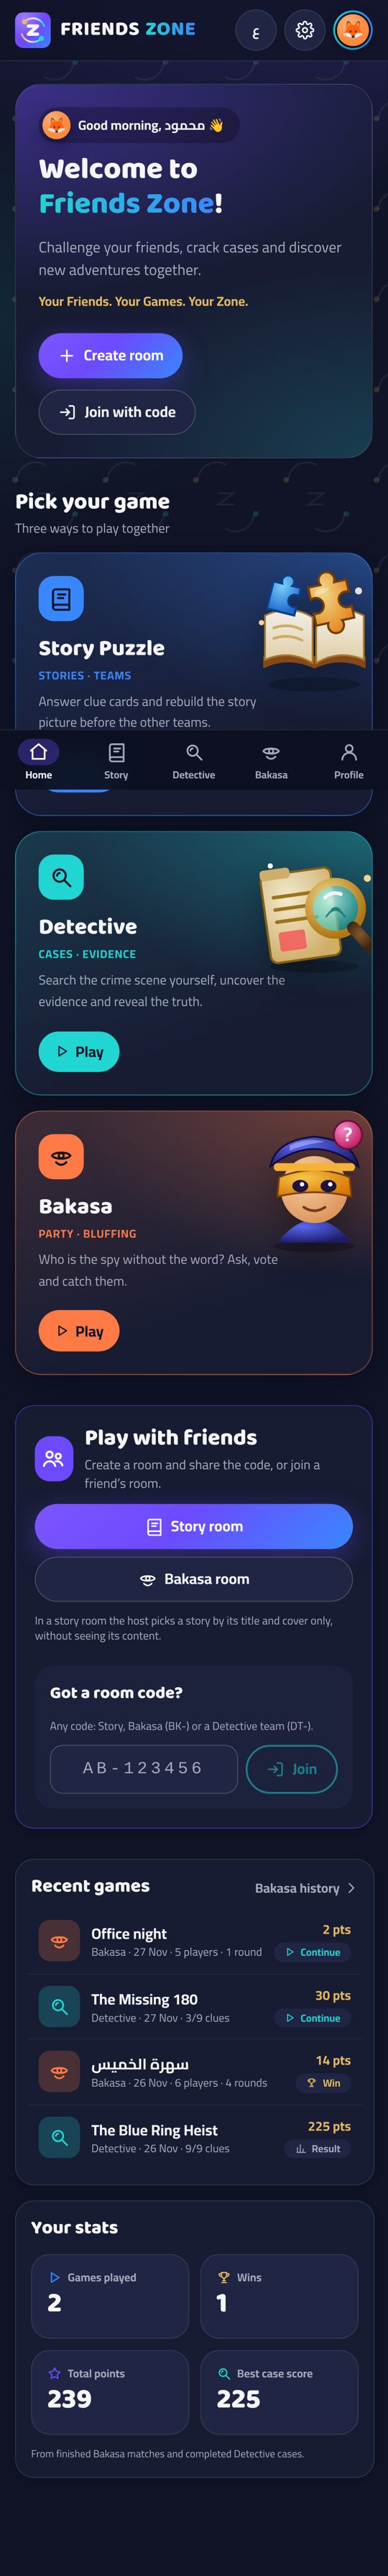 FRIENDS ZONE
ع
Good morning, محمود 👋
Welcome to
Friends Zone!
Challenge your friends, crack cases and discover
new adventures together.
Your Friends. Your Games. Your Zone.
Create room
Join with code
Pick your game
Three ways to play together
Story Puzzle
STORIES · TEAMS
Answer clue cards and rebuild the story
picture before the other teams.
Home Story Detective Bakasa Profile
Detective
CASES · EVIDENCE
Search the crime scene yourself, uncover the
evidence and reveal the truth.
Play
?
Bakasa
PARTY · BLUFFING
Who is the spy without the word? Ask, vote
and catch them.
Play
Play with friends
Create a room and share the code, or join a
friend's room.
Story room
Bakasa room
In a story room the host picks a story by its title and cover only,
without seeing its content.
Got a room code?
Any code: Story, Bakasa (BK-) or a Detective team (DT-).
AB-123456
Join
Recent games
Bakasa history
Office night
2 pts
Bakasa · 27 Nov · 5 players · 1 round
Continue
The Missing 180
30 pts
Detective · 27 Nov · 3/9 clues
Continue
سهرة الخميس
14 pts
Bakasa · 26 Nov · 6 players · 4 rounds
Win
The Blue Ring Heist
225 pts
Detective · 26 Nov · 9/9 clues
Result
Your stats
Games played
2
Wins
1
Total points
239
Best case score
225
From finished Bakasa matches and completed Detective cases.